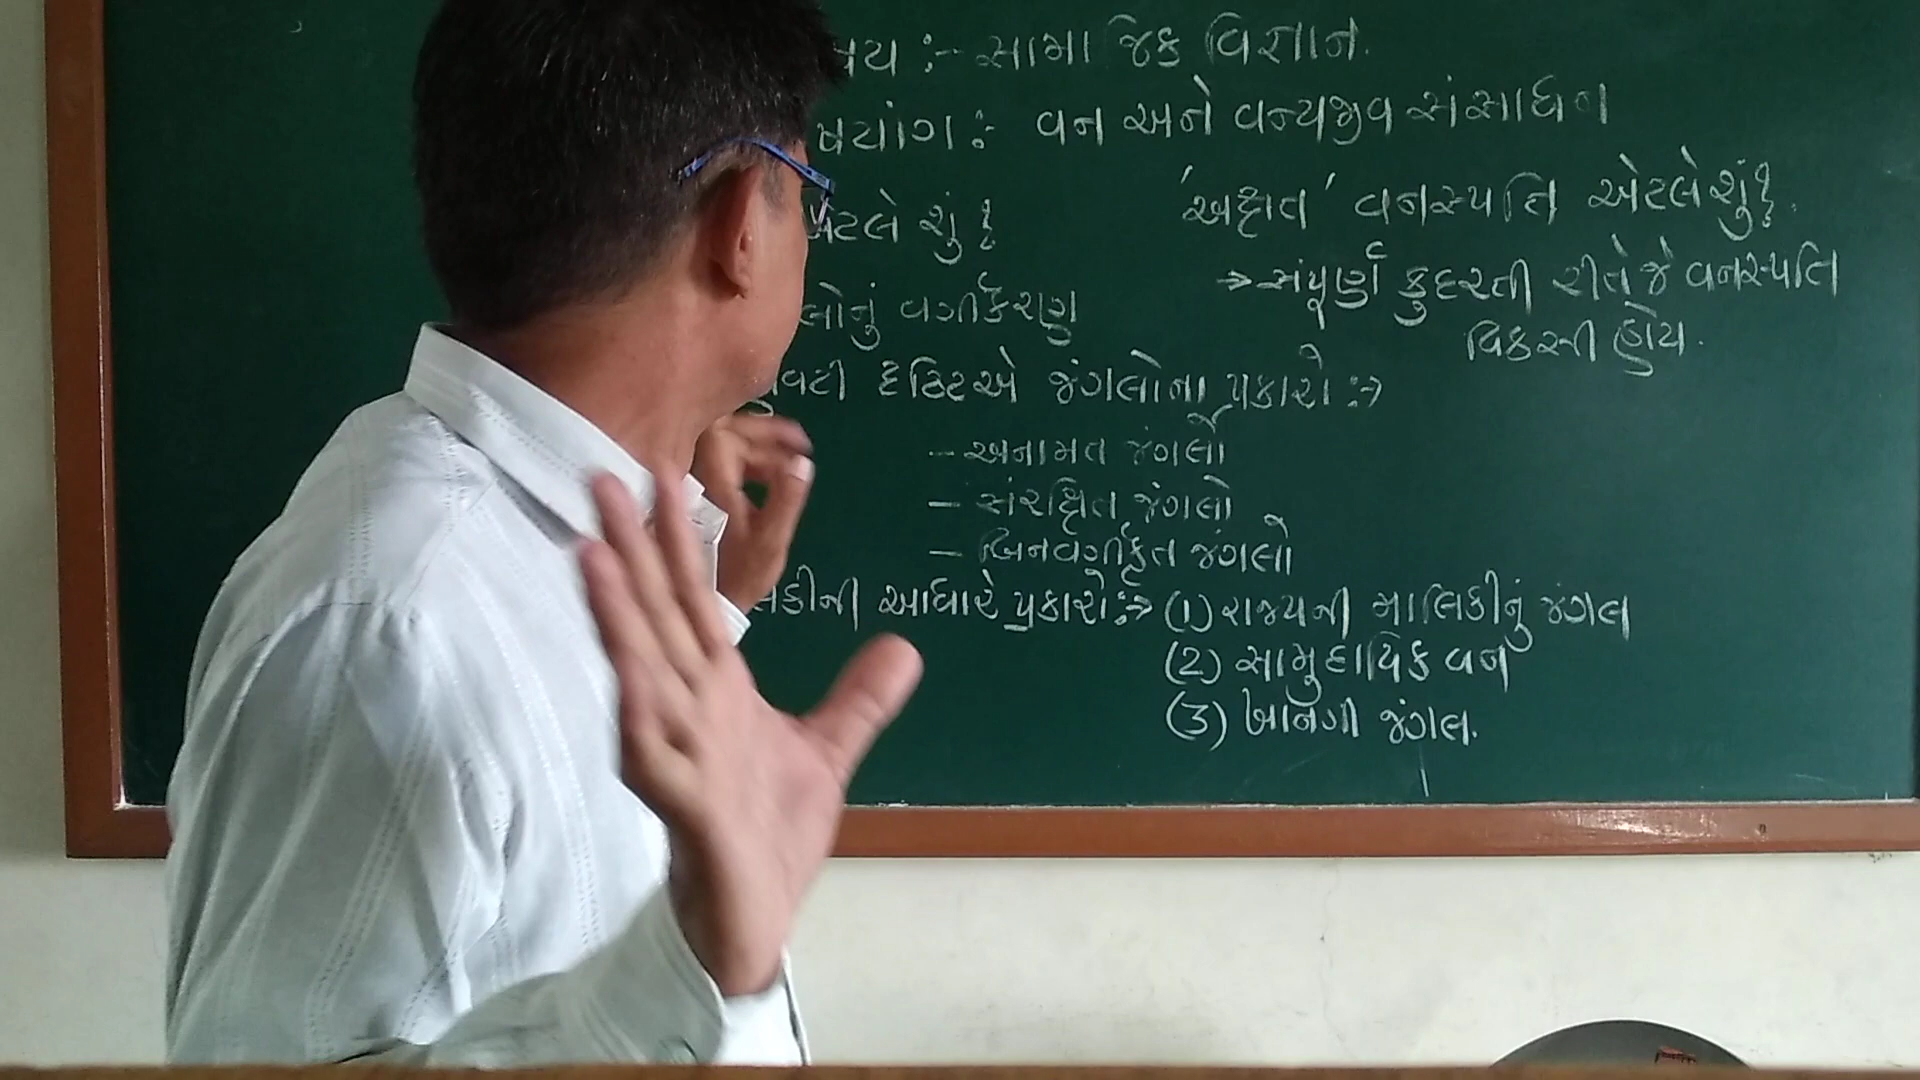 ય :- સામાજિક વિજ્ઞાન.
વન અને વન્યજીવ સંસાધન
એટલે શું?
'અક્ષત' વનસ્પતિ એટલે શું?
→ સંપૂર્ણ કુદરતી રીતે જે વનસ્પતિ
વિકસી હોય.
લોનું વર્ગીકરણ
વટી દ્રષ્ટિએ જંગલોના પ્રકારો :→
- અનામત જંગલો
- સંરક્ષિત જંગલો
- બિનવર્ગીકૃત જંગલો
લકીની આધારે પ્રકારો :→ (1) રાજ્યની માલિકીનું જંગલ
(2) સામુદાયિક વન
(3) ખાનગી જંગલ.